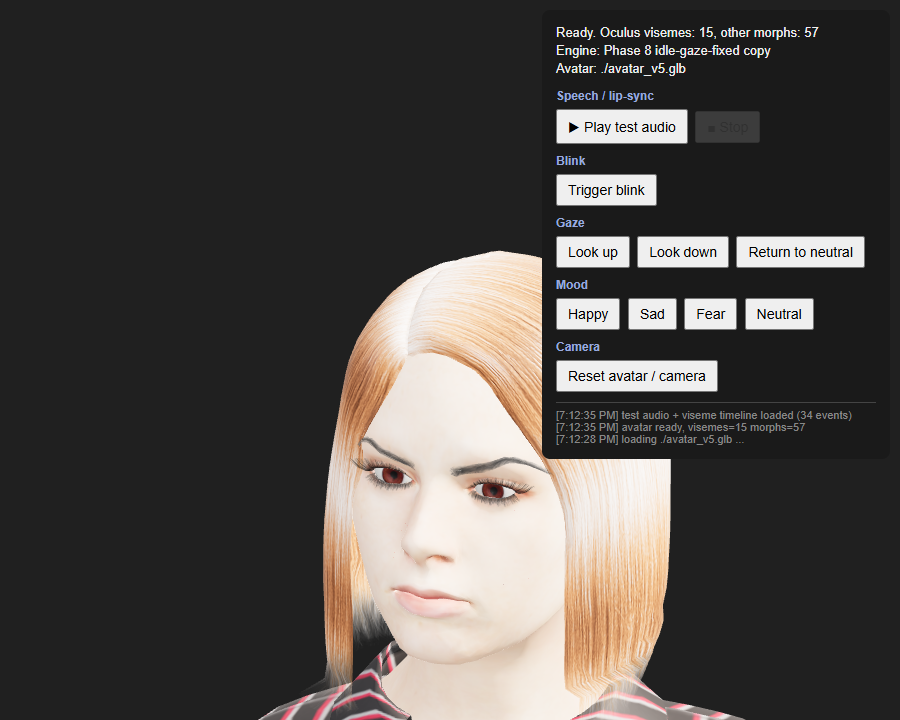 Ready. Oculus visemes: 15, other morphs: 57
Engine: Phase 8 idle-gaze-fixed copy
Avatar: ./avatar_v5.glb
Speech / lip-sync
▶ Play test audio
■ Stop
Blink
Trigger blink
Gaze
Look up
Look down
Return to neutral
Mood
Happy
Sad
Fear
Neutral
Camera
Reset avatar / camera
[7:12:35 PM] test audio + viseme timeline loaded (34 events)
[7:12:35 PM] avatar ready, visemes=15 morphs=57
[7:12:28 PM] loading ./avatar_v5.glb ...